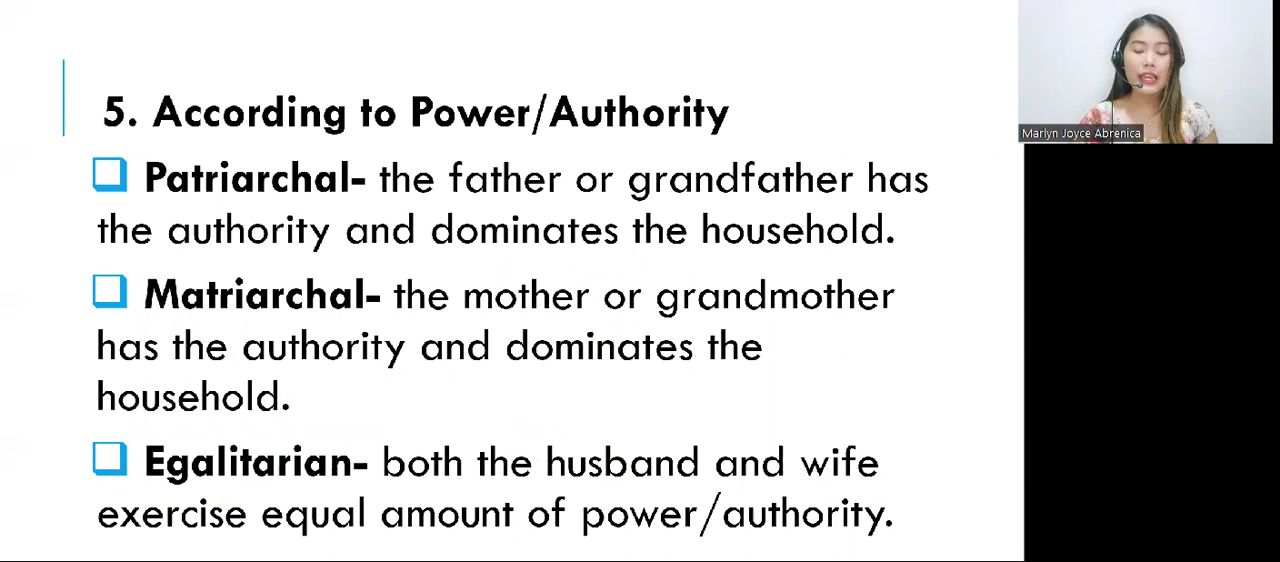 5. According to Power/Authority
Patriarchal- the father or grandfather has
the authority and dominates the household.
Matriarchal- the mother or grandmother
has the authority and dominates the
household.
Egalitarian- both the husband and wife
exercise equal amount of power/authority.
Marlyn Joyce Abrenica